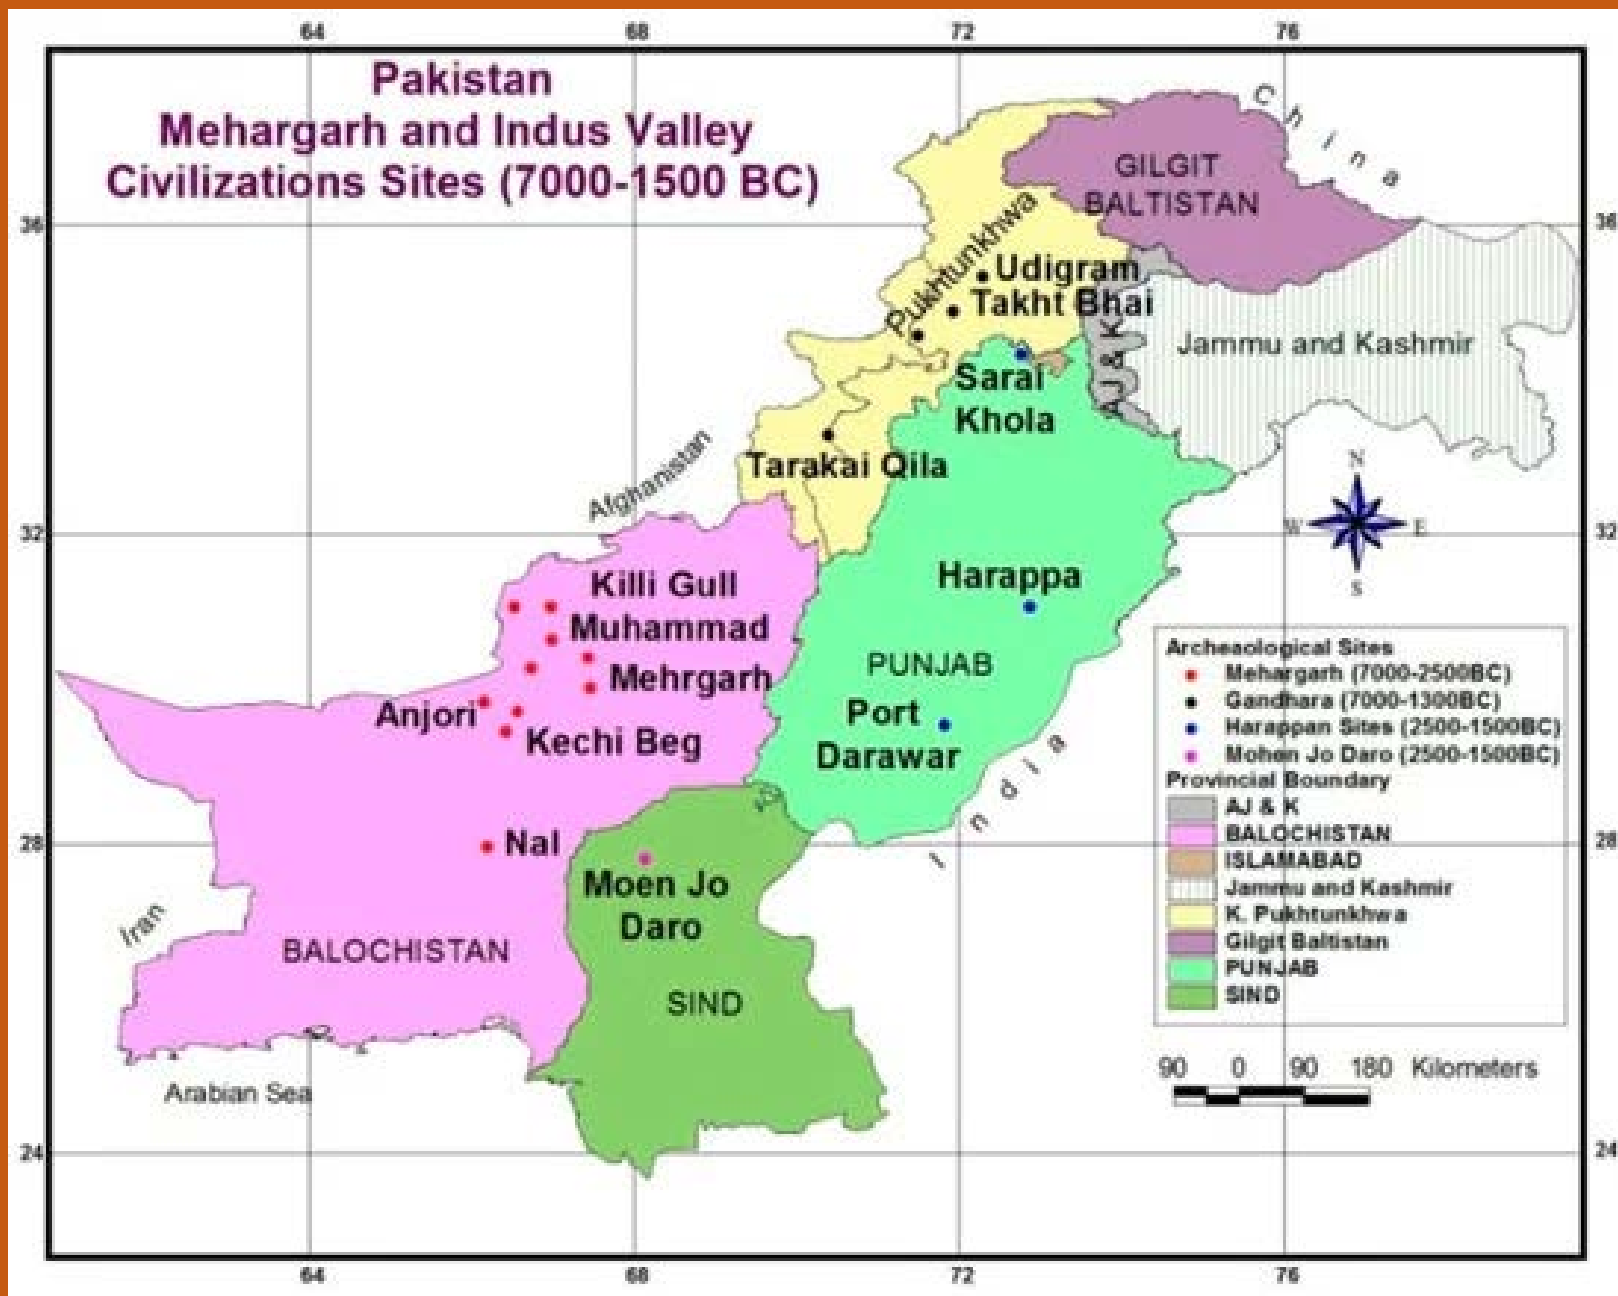 64 68 72 76
Pakistan
Mehargarh and Indus Valley
Civilizations Sites (7000-1500 BC)
China
GILGIT
BALTISTAN
36 36
Pukhtunkhwa
Udigram,
Takht Bhai
AJ & K
Jammu and Kashmir
Sarai
Khola
Afghanistan
Tarakai Qila
N
W E
S
32 32
Killi Gull
Muhammad
Mehrgarh
Harappa
PUNJAB
Anjori
Kechi Beg
Port
Darawar
India
28 28
Nal
Moen Jo
Daro
Iran
BALOCHISTAN
SIND
Arabian Sea
Archeaological Sites
Mehargarh (7000-2500BC)
Gandhara (7000-1300BC)
Harappan Sites (2500-1500BC)
Mohen Jo Daro (2500-1500BC)
Provincial Boundary
AJ & K
BALOCHISTAN
ISLAMABAD
Jammu and Kashmir
K. Pukhtunkhwa
Gilgit Baltistan
PUNJAB
SIND
90 0 90 180 Kilometers
24 24
64 68 72 76